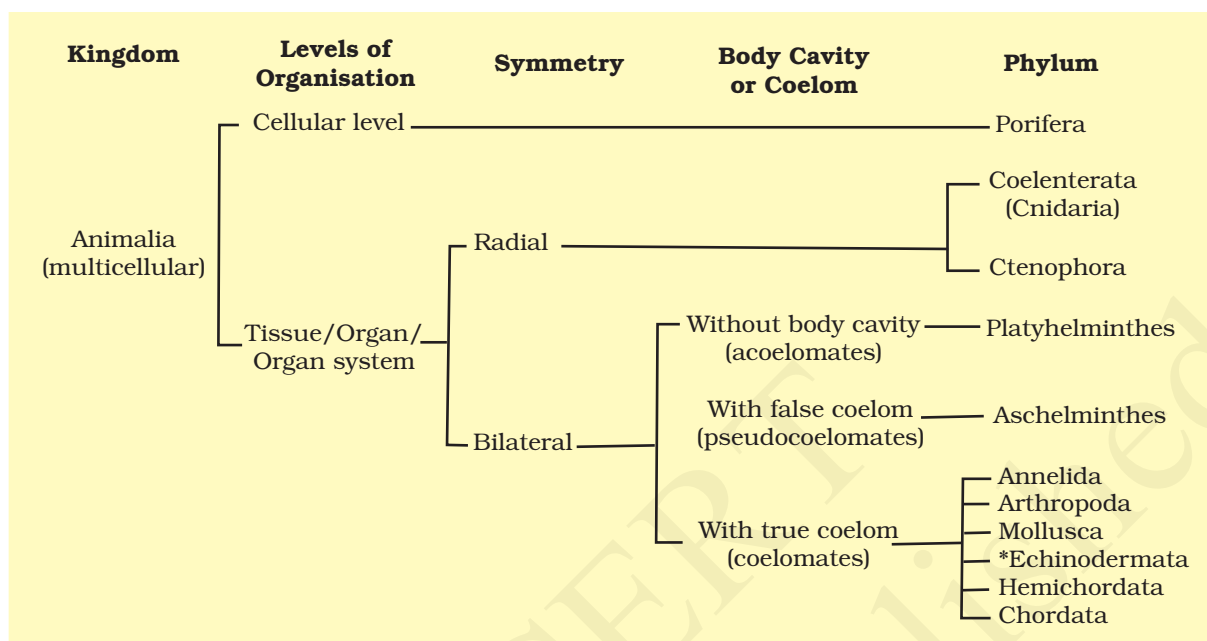 Kingdom
Levels of
Organisation
Symmetry
Body Cavity
or Coelom
Phylum
Cellular level
Porifera
Animalia
(multicellular)
Tissue/Organ/
Organ system
Radial
Coelenterata
(Cnidaria)
Ctenophora
Bilateral
Without body cavity
(acoelomates)
Platyhelminthes
With false coelom
(pseudocoelomates)
Aschelminthes
With true coelom
(coelomates)
Annelida
Arthropoda
Mollusca
*Echinodermata
Hemichordata
Chordata